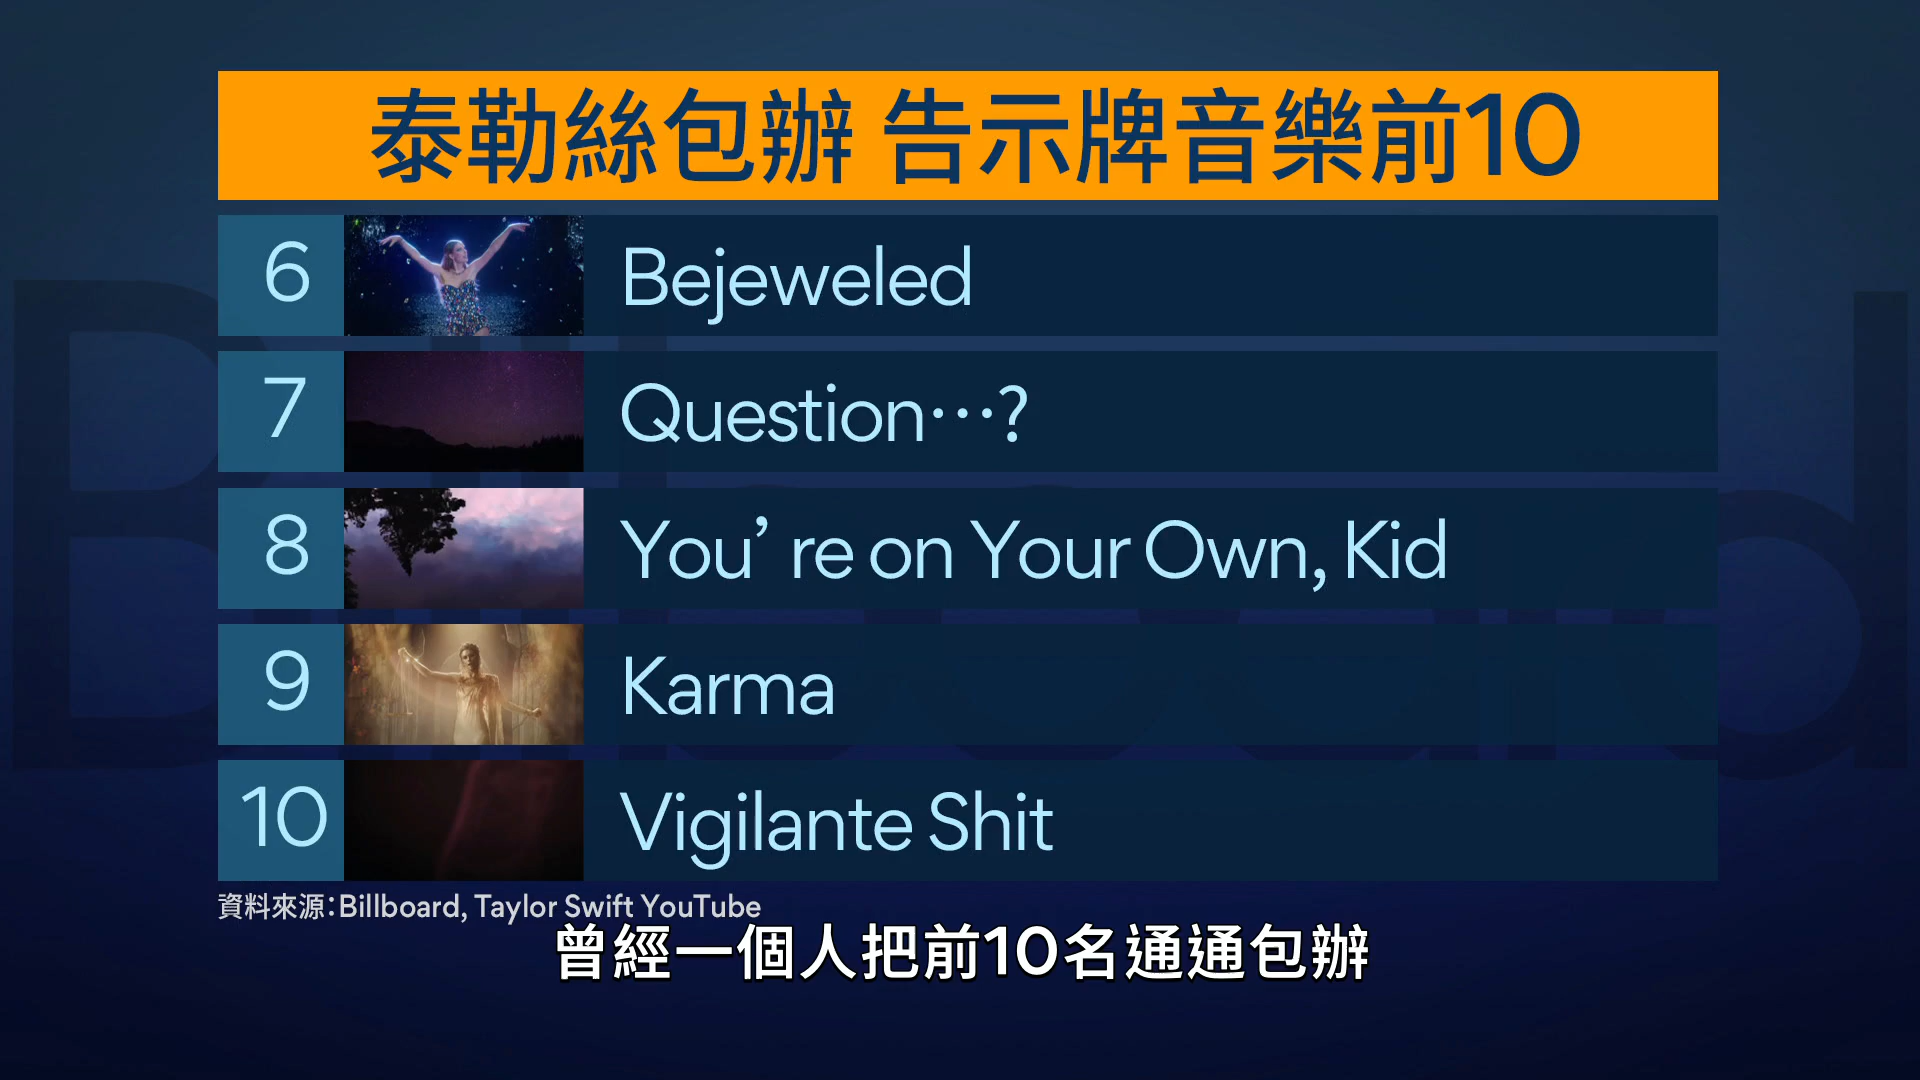 泰勒絲包辦 告示牌音樂前10
6 Bejeweled
7 Question…?
8 You’re on Your Own, Kid
9 Karma
10 Vigilante Shit
資料來源：Billboard, Taylor Swift YouTube
曾經一個人把前10名通通包辦
Billboard